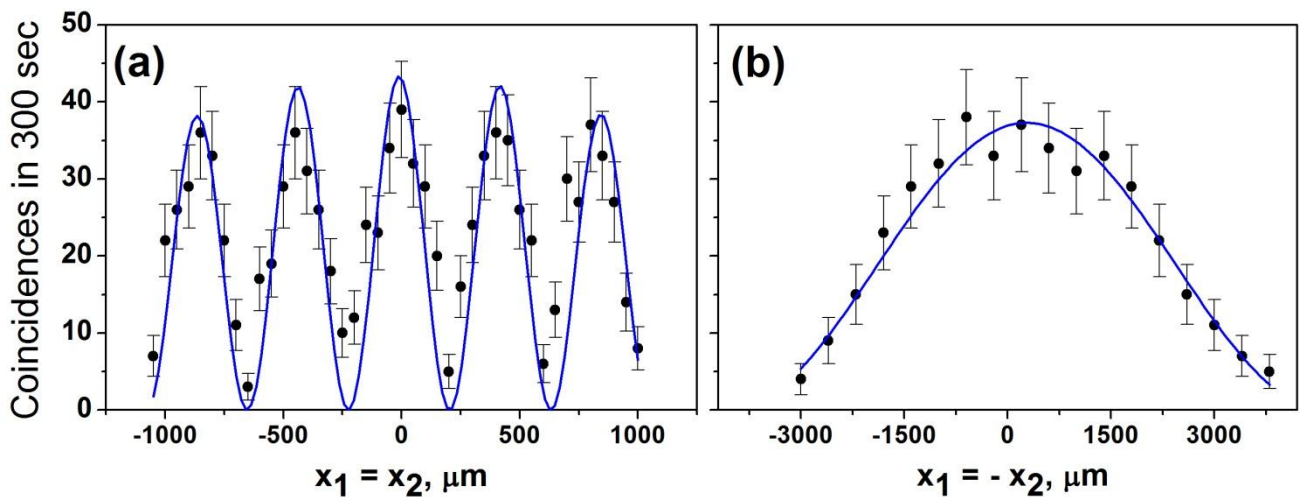 Coincidences in 300 sec
50
40
30
20
10
0
(a)
(b)
-1000 -500 0 500 1000
-3000 -1500 0 1500 3000
x₁ = x₂, μm
x₁ = - x₂, μm